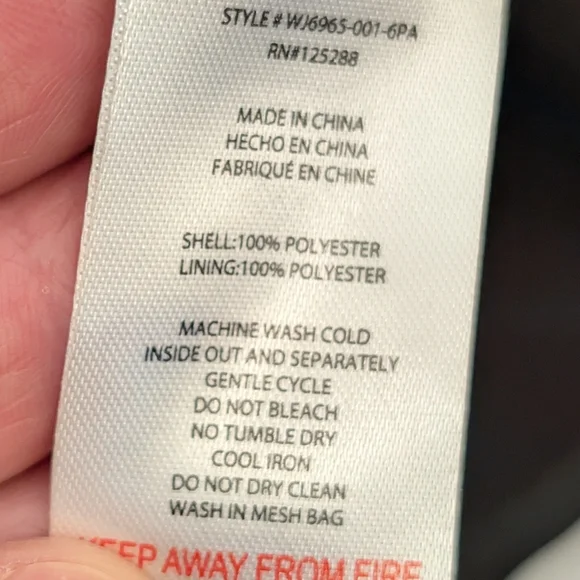 STYLE # WJ6965-001-6PA
RN#125288
MADE IN CHINA
HECHO EN CHINA
FABRIQUÉ EN CHINE
SHELL:100% POLYESTER
LINING:100% POLYESTER
MACHINE WASH COLD
INSIDE OUT AND SEPARATELY
GENTLE CYCLE
DO NOT BLEACH
NO TUMBLE DRY
COOL IRON
DO NOT DRY CLEAN
WASH IN MESH BAG
KEEP AWAY FROM FIRE